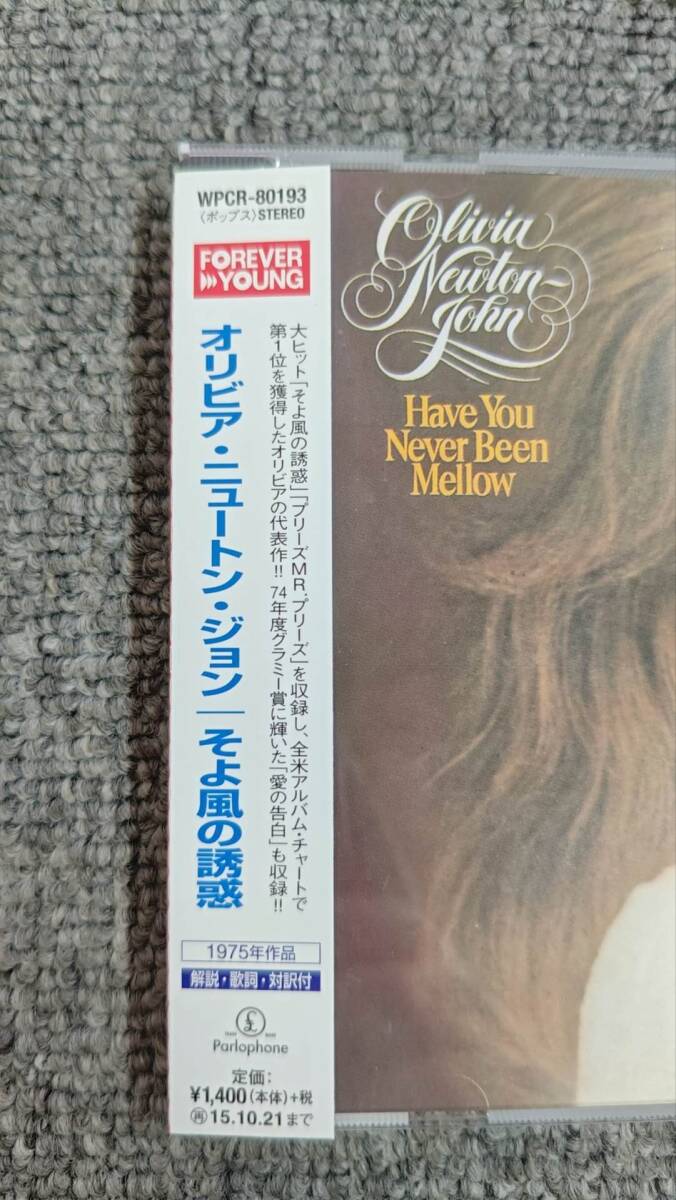 WPCR-80193
〈ポップス〉STEREO
FOREVER
YOUNG
オリビア・ニュートン・ジョン|そよ風の誘惑
大ヒット「そよ風の誘惑」「プリーズMR.プリーズ」を収録し、全米アルバム・チャートで
第1位を獲得したオリビアの代表作!! 74年度グラミー賞に輝いた「愛の告白」も収録!!
1975年作品
解説・歌詞・対訳付
£
Parlophone
定価:
¥1,400(本体)+税
再15.10.21まで
Olivia
Newton-
John
Have You
Never Been
Mellow